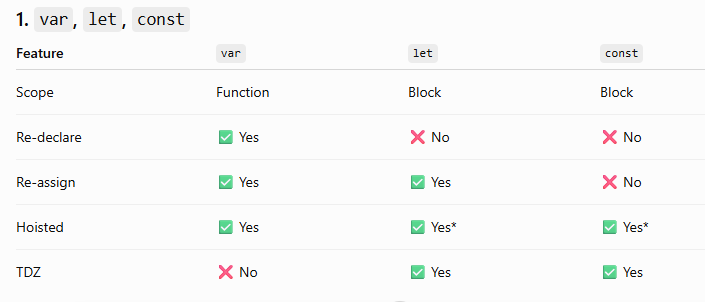 1. var, let, const
Feature var let const
Scope Function Block Block
Re-declare ✅ Yes ❌ No ❌ No
Re-assign ✅ Yes ✅ Yes ❌ No
Hoisted ✅ Yes ✅ Yes* ✅ Yes*
TDZ ❌ No ✅ Yes ✅ Yes